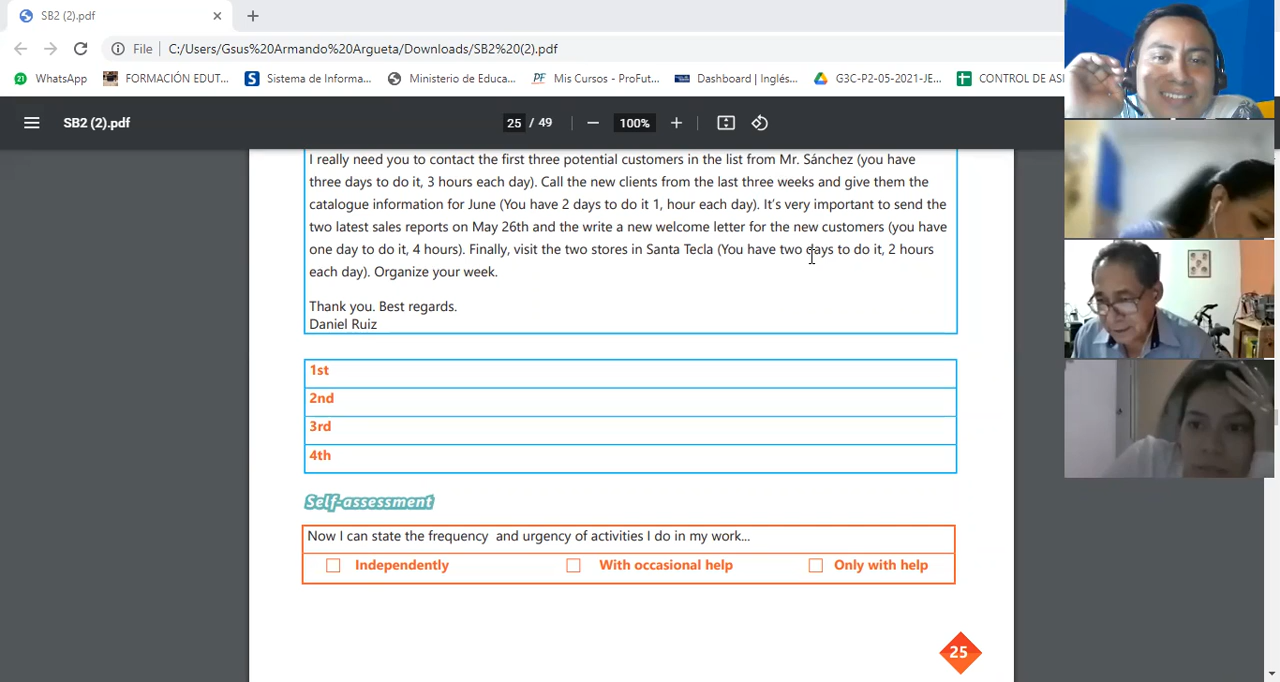 SB2 (2).pdf
File
C:/Users/Gsus%20Armando%20Argueta/Downloads/SB2%20(2).pdf
21 WhatsApp
FORMACIÓN EDUT...
S Sistema de Informa...
Ministerio de Educa...
PF Mis Cursos - ProFut...
Dashboard | Inglés,...
G3C-P2-05-2021-JE...
CONTROL DE ASI
SB2 (2).pdf
25 / 49
100%
I really need you to contact the first three potential customers in the list from Mr. Sánchez (you have
three days to do it, 3 hours each day). Call the new clients from the last three weeks and give them the
catalogue information for June (You have 2 days to do it 1, hour each day). It's very important to send the
two latest sales reports on May 26th and the write a new welcome letter for the new customers (you have
one day to do it, 4 hours). Finally, visit the two stores in Santa Tecla (You have two days to do it, 2 hours
each day). Organize your week.
Thank you. Best regards.
Daniel Ruiz
1st
2nd
3rd
4th
Self-assessment
Now I can state the frequency and urgency of activities I do in my work...
Independently
With occasional help
Only with help
25